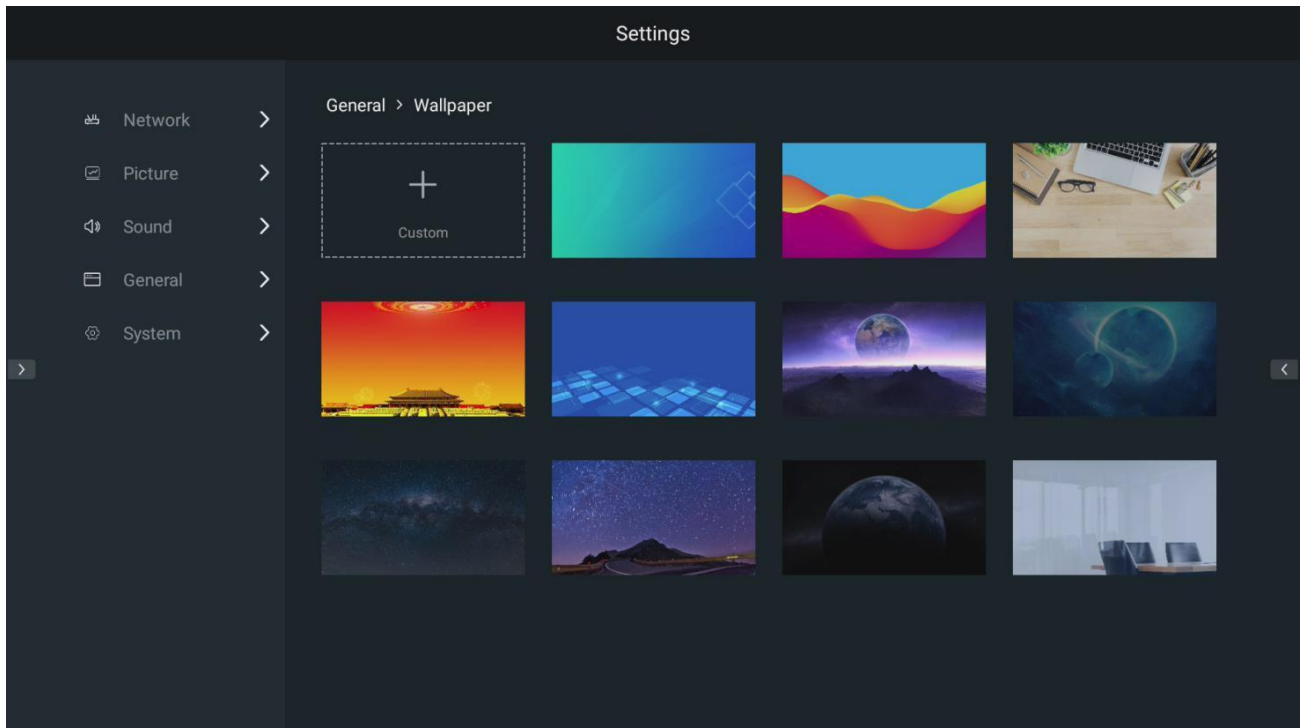 Settings
Network
Picture
Sound
General
System
General > Wallpaper
Custom